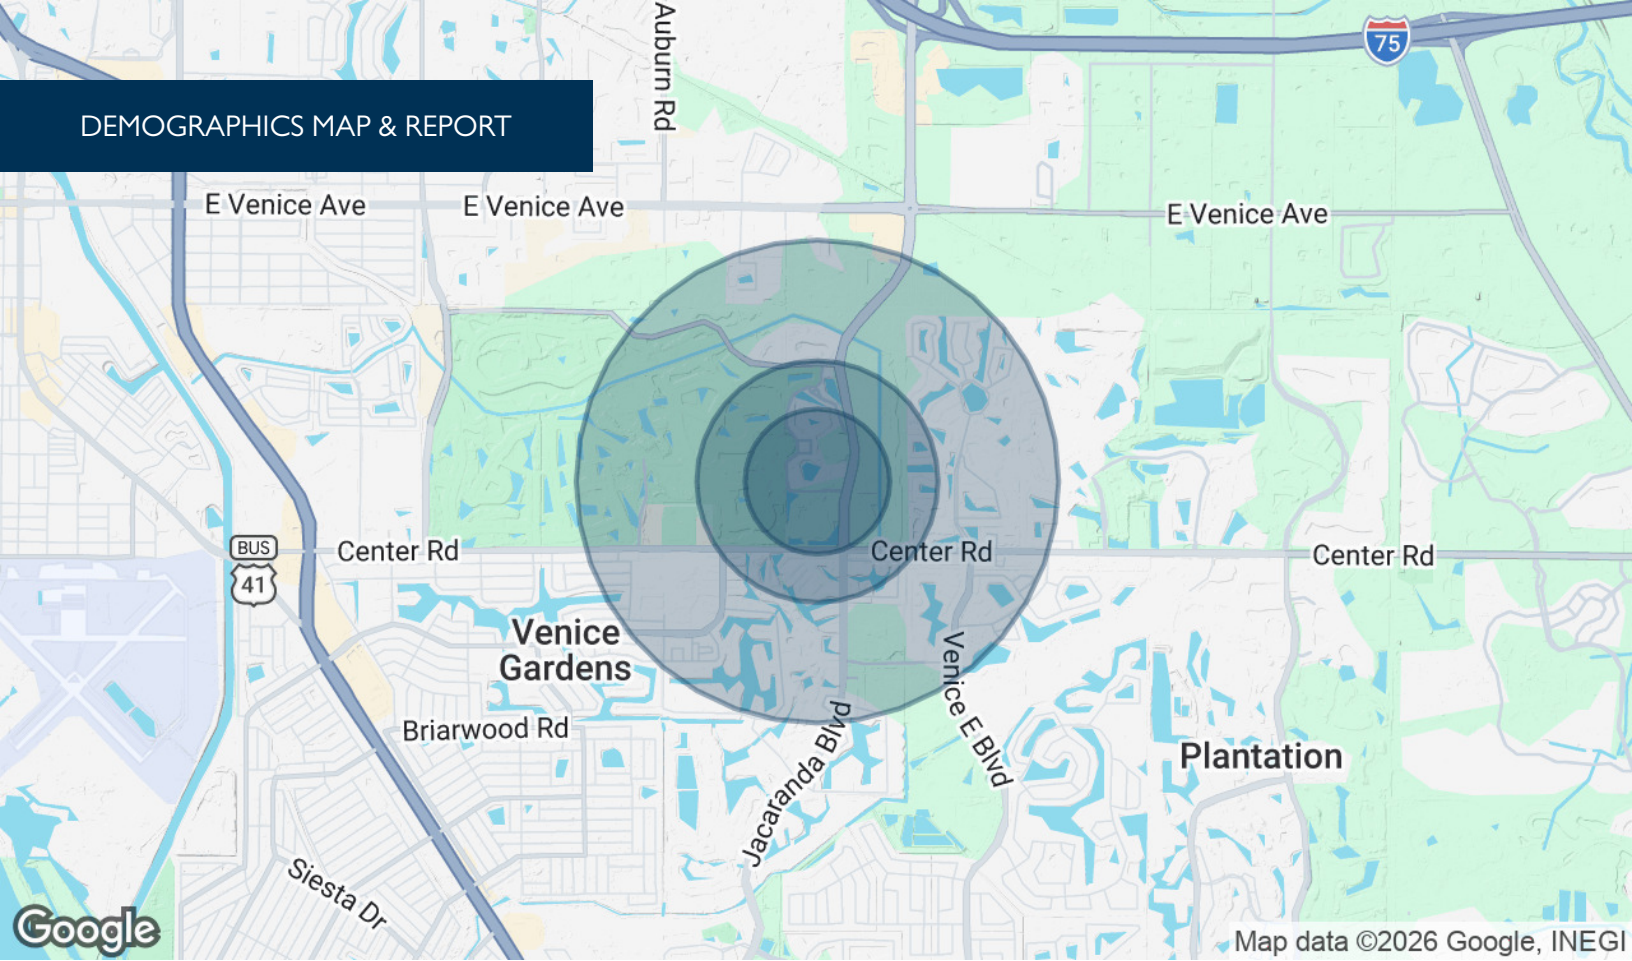 Auburn Rd
75
DEMOGRAPHICS MAP & REPORT
E Venice Ave
E Venice Ave
E Venice Ave
BUS
41
Center Rd
Center Rd
Center Rd
Venice
Gardens
Venice E Blvd
Briarwood Rd
Jacaranda Blvd
Plantation
Siesta Dr
Google
Map data ©2026 Google, INEGI